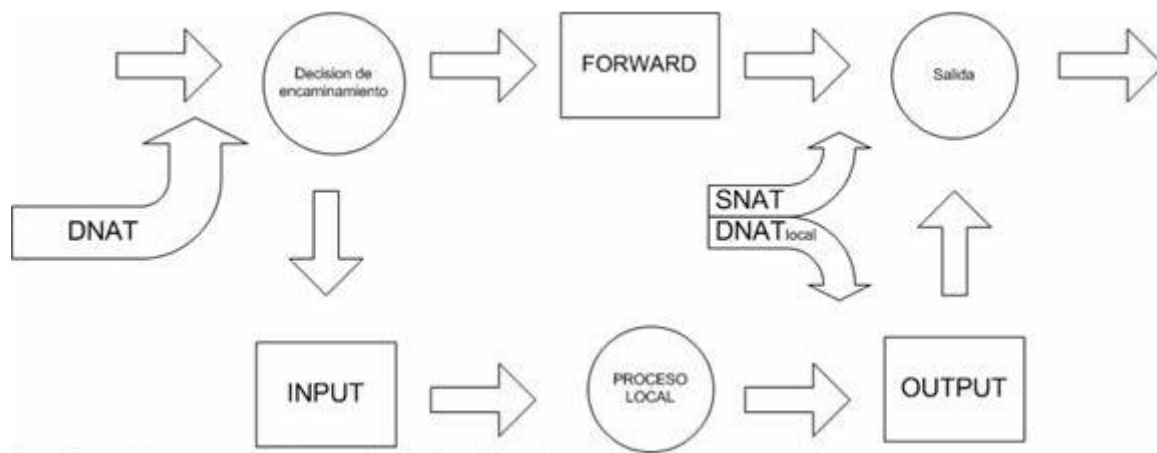 Decision de
encaminamiento
FORWARD
Salida
DNAT
SNAT
DNATlocal
INPUT
PROCESO
LOCAL
OUTPUT